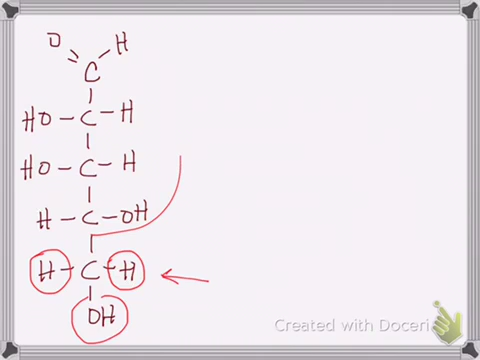 O H
C
HO - C - H
HO - C - H
H - C - OH
H - C - H
OH
Created with Doceri